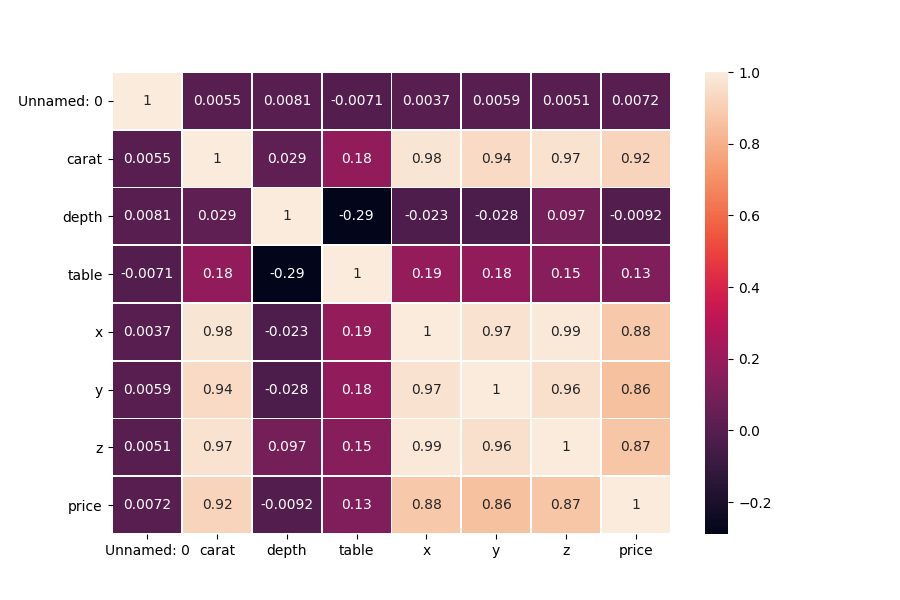 1.0
Unnamed: 0 1 0.0055 0.0081 -0.0071 0.0037 0.0059 0.0051 0.0072
0.8
carat 0.0055 1 0.029 0.18 0.98 0.94 0.97 0.92
depth 0.0081 0.029 1 -0.29 -0.023 -0.028 0.097 -0.0092
0.6
table -0.0071 0.18 -0.29 1 0.19 0.18 0.15 0.13
0.4
x 0.0037 0.98 -0.023 0.19 1 0.97 0.99 0.88
0.2
y 0.0059 0.94 -0.028 0.18 0.97 1 0.96 0.86
0.0
z 0.0051 0.97 0.097 0.15 0.99 0.96 1 0.87
−0.2
price 0.0072 0.92 -0.0092 0.13 0.88 0.86 0.87 1
Unnamed: 0 carat depth table x y z price